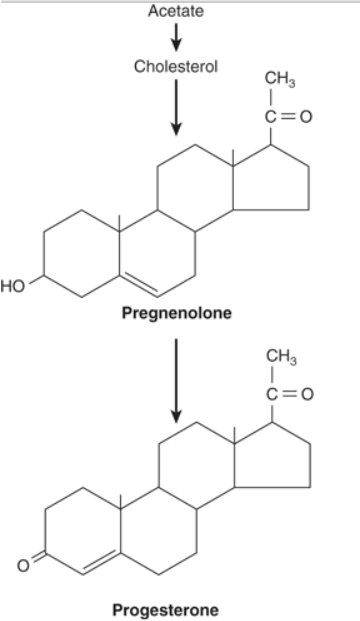 Acetate
Cholesterol
CH3
C=O
HO
Pregnenolone
CH3
C=O
O
Progesterone